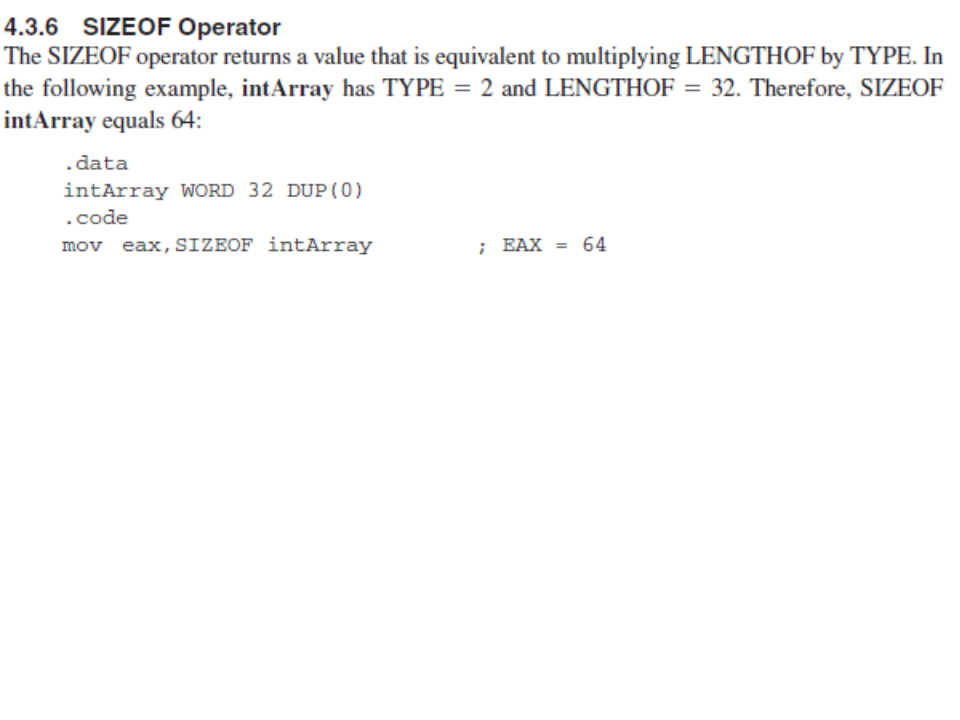 4.3.6 SIZEOF Operator
The SIZEOF operator returns a value that is equivalent to multiplying LENGTHOF by TYPE. In
the following example, intArray has TYPE = 2 and LENGTHOF = 32. Therefore, SIZEOF
intArray equals 64:
.data
intArray WORD 32 DUP(0)
.code
mov eax,SIZEOF intArray ; EAX = 64